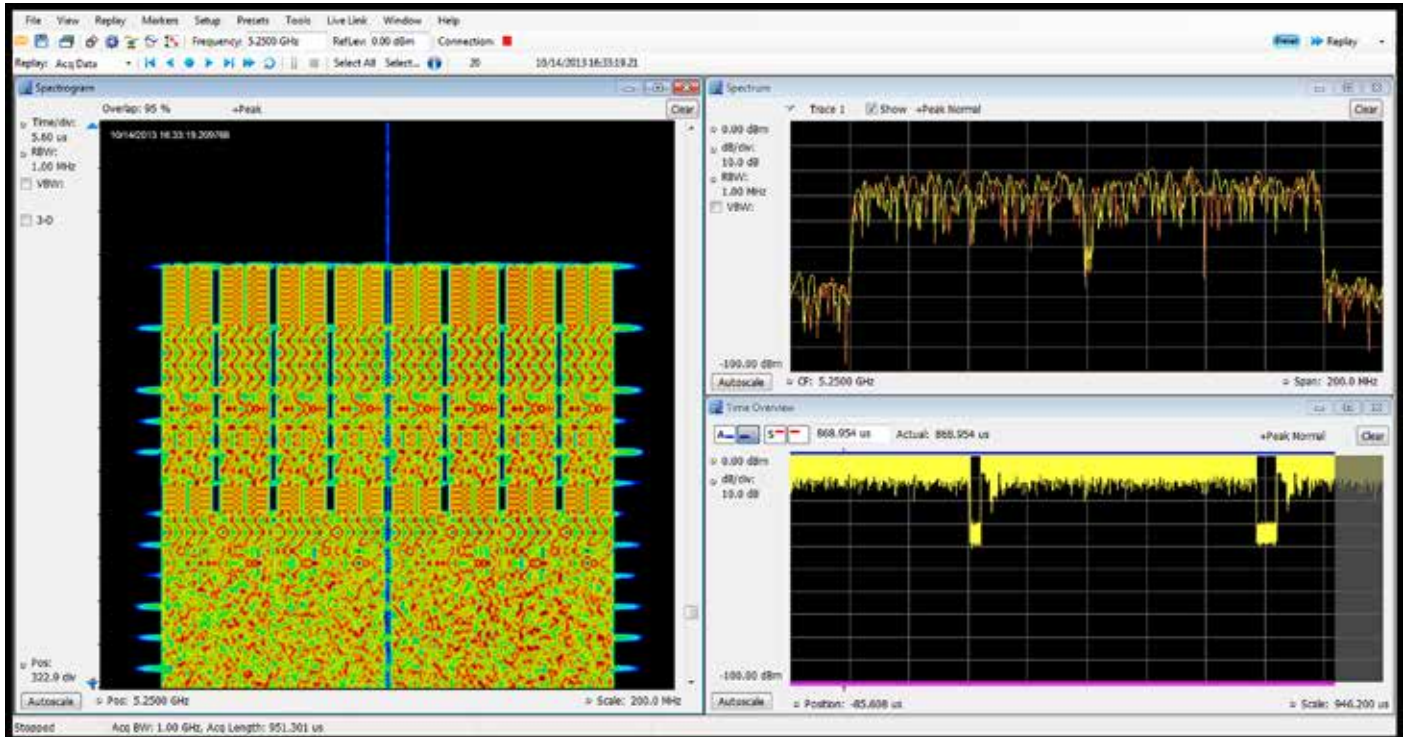 File View Replay Markers Setup Presets Tools Live Link Window Help
Frequency: 5.2500 GHz RefLev: 0.00 dBm Connection: Replay
Replay: Acq Data Select All Select... 20 10/14/2013 16:33:19.21
Spectrogram
Overlap: 95 % +Peak Clear
Time/div:
5.60 us
RBW:
1.00 MHz
VBW:
3-D
10/14/2013 16:33:19.209768
Pos:
322.9 div
Autoscale Pos: 5.2500 GHz Scale: 200.0 MHz
Spectrum
Trace 1 Show +Peak Normal Clear
0.00 dBm
dB/div:
10.0 dB
RBW:
1.00 MHz
VBW:
-100.00 dBm
Autoscale CF: 5.2500 GHz Span: 200.0 MHz
Time Overview
868.954 us Actual: 868.954 us +Peak Normal Clear
0.00 dBm
dB/div:
10.0 dB
-100.00 dBm
Autoscale Position: -85.608 us Scale: 946.200 us
Stopped Acq BW: 1.00 GHz, Acq Length: 951.301 us